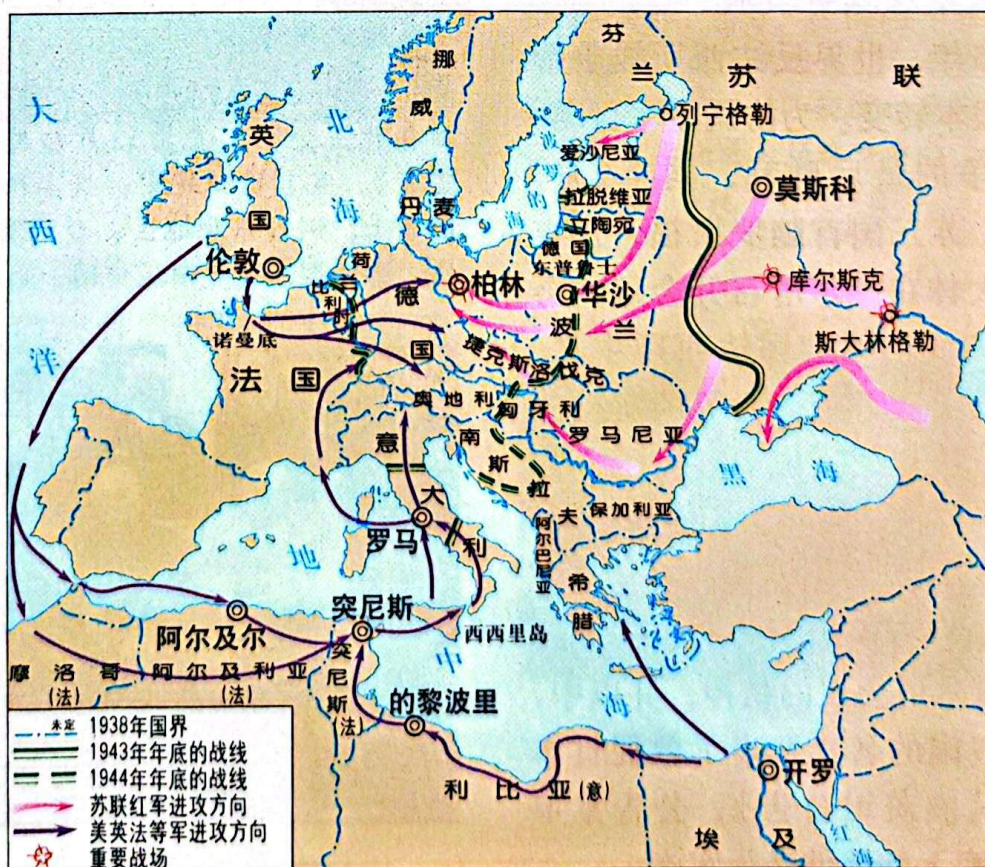 大西洋
英国
伦敦
北海
挪威
芬兰
苏联
列宁格勒
爱沙尼亚
拉脱维亚
立陶宛
波的海
丹麦
德国
东普鲁士
莫斯科
库尔斯克
斯大林格勒
荷兰
比利时
德国
柏林
华沙
波兰
诺曼底
法国
捷克斯洛伐克
奥地利
匈牙利
罗马尼亚
意大利
南斯拉夫
保加利亚
黑海
阿尔巴尼亚
希腊
罗马
地中海
阿尔及尔
突尼斯
西西里岛
摩洛哥
(法)
阿尔及利亚
(法)
突尼斯(法)
的黎波里
利比亚(意)
开罗
埃及
红海
未定 1938年国界
1943年年底的战线
1944年年底的战线
苏联红军进攻方向
美英法等军进攻方向
重要战场